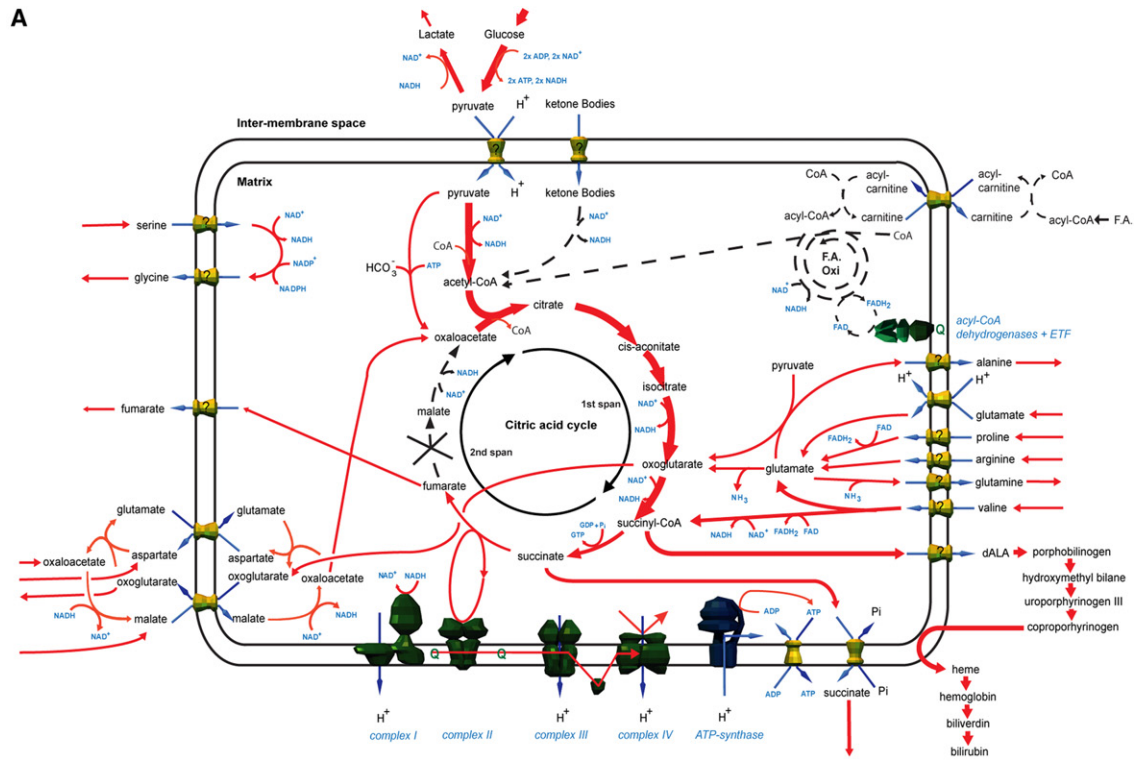 A
Lactate
Glucose
NAD⁺
NADH
2x ADP, 2x NAD⁺
2x ATP, 2x NADH
pyruvate
H⁺
ketone Bodies
Inter-membrane space
?
?
Matrix
pyruvate
H⁺
ketone Bodies
CoA
acyl-carnitine
acyl-carnitine
CoA
acyl-CoA
carnitine
carnitine
acyl-CoA
F.A.
CoA
serine
?
NAD⁺
NADH
NADP⁺
NADPH
glycine
?
NAD⁺
CoA
NADH
NAD⁺
NADH
HCO₃⁻
ATP
acetyl-CoA
F.A.
Oxi
NAD⁺
NADH
FADH₂
FAD
Q
acyl-CoA
dehydrogenases + ETF
citrate
CoA
oxaloacetate
cis-aconitate
isocitrate
NADH
NAD⁺
malate
1st span
Citric acid cycle
2nd span
NAD⁺
NADH
fumarate
?
fumarate
pyruvate
?
alanine
H⁺
H⁺
glutamate
FADH₂
FAD
?
proline
?
arginine
oxoglutarate
glutamate
NH₃
NH₃
?
glutamine
?
valine
NAD⁺
NADH
succinyl-CoA
NADH
NAD⁺
FADH₂
FAD
GDP + Pᵢ
GTP
succinate
?
dALA
porphobilinogen
hydroxymethyl bilane
uroporphyrinogen III
coproporhyrinogen
heme
hemoglobin
biliverdin
bilirubin
glutamate
glutamate
oxaloacetate
aspartate
aspartate
oxoglutarate
oxoglutarate
oxaloacetate
NADH
NAD⁺
malate
malate
NAD⁺
NADH
NAD⁺
NADH
Q
Q
ADP
ATP
Pi
ADP
ATP
succinate
Pi
H⁺
H⁺
H⁺
H⁺
complex I
complex II
complex III
complex IV
ATP-synthase